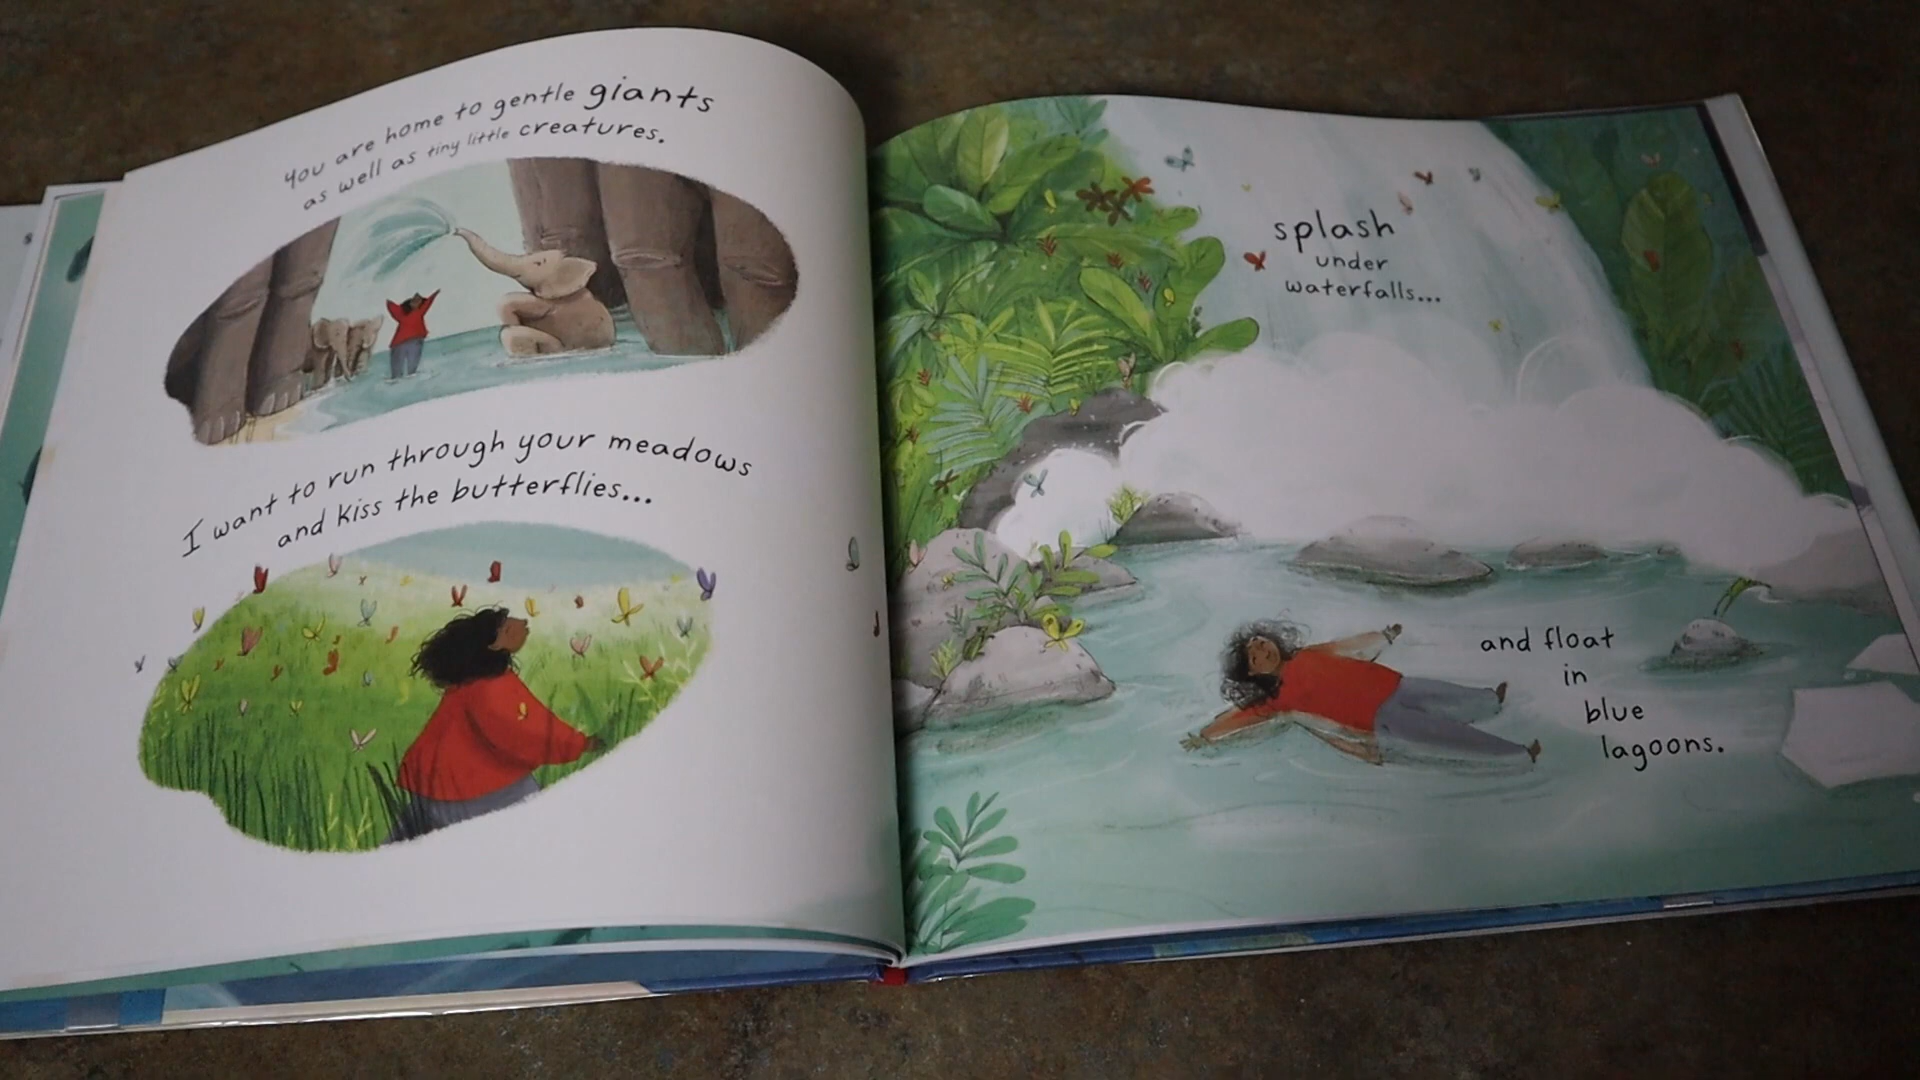 You are home to gentle giants
as well as tiny little creatures.
I want to run through your meadows
and kiss the butterflies...
splash
under
waterfalls...
and float
in
blue
lagoons.